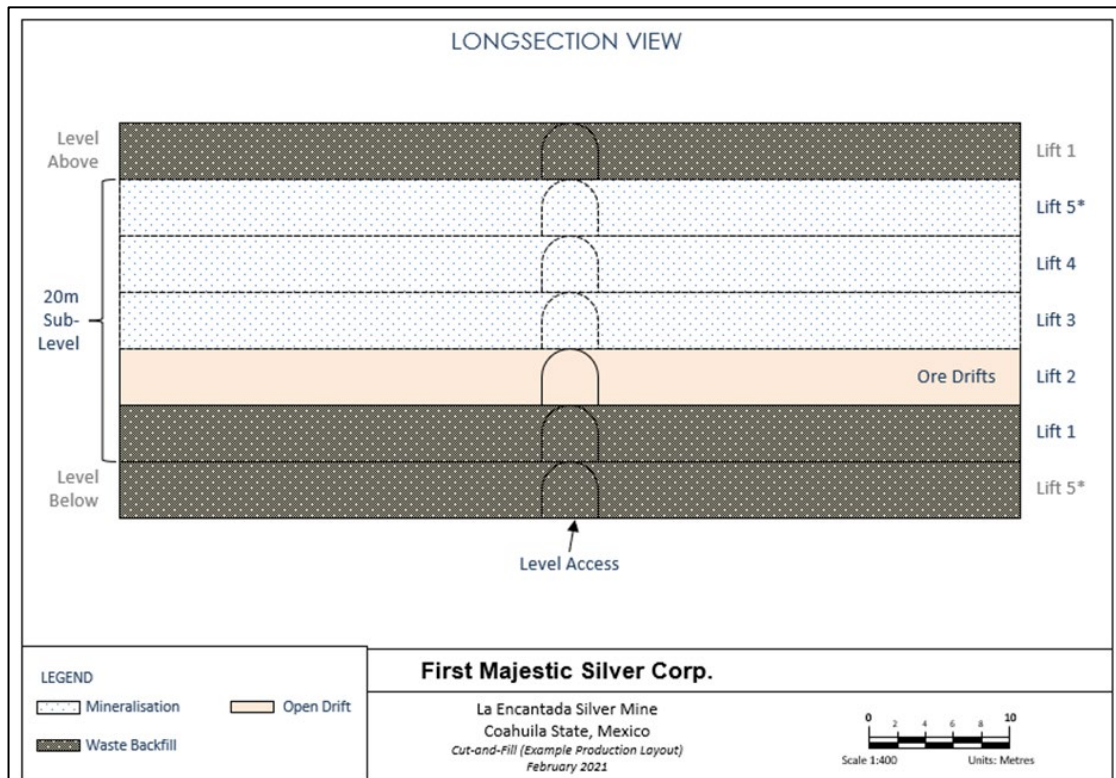 LONGSECTION VIEW
Level
Above
Lift 1
Lift 5*
Lift 4
20m
Sub-
Level
Lift 3
Ore Drifts
Lift 2
Lift 1
Level
Below
Lift 5*
Level Access
LEGEND
Mineralisation
Open Drift
Waste Backfill
First Majestic Silver Corp.
La Encantada Silver Mine
Coahuila State, Mexico
Cut-and-Fill (Example Production Layout)
February 2021
0 2 4 6 8 10
Scale 1:400
Units: Metres